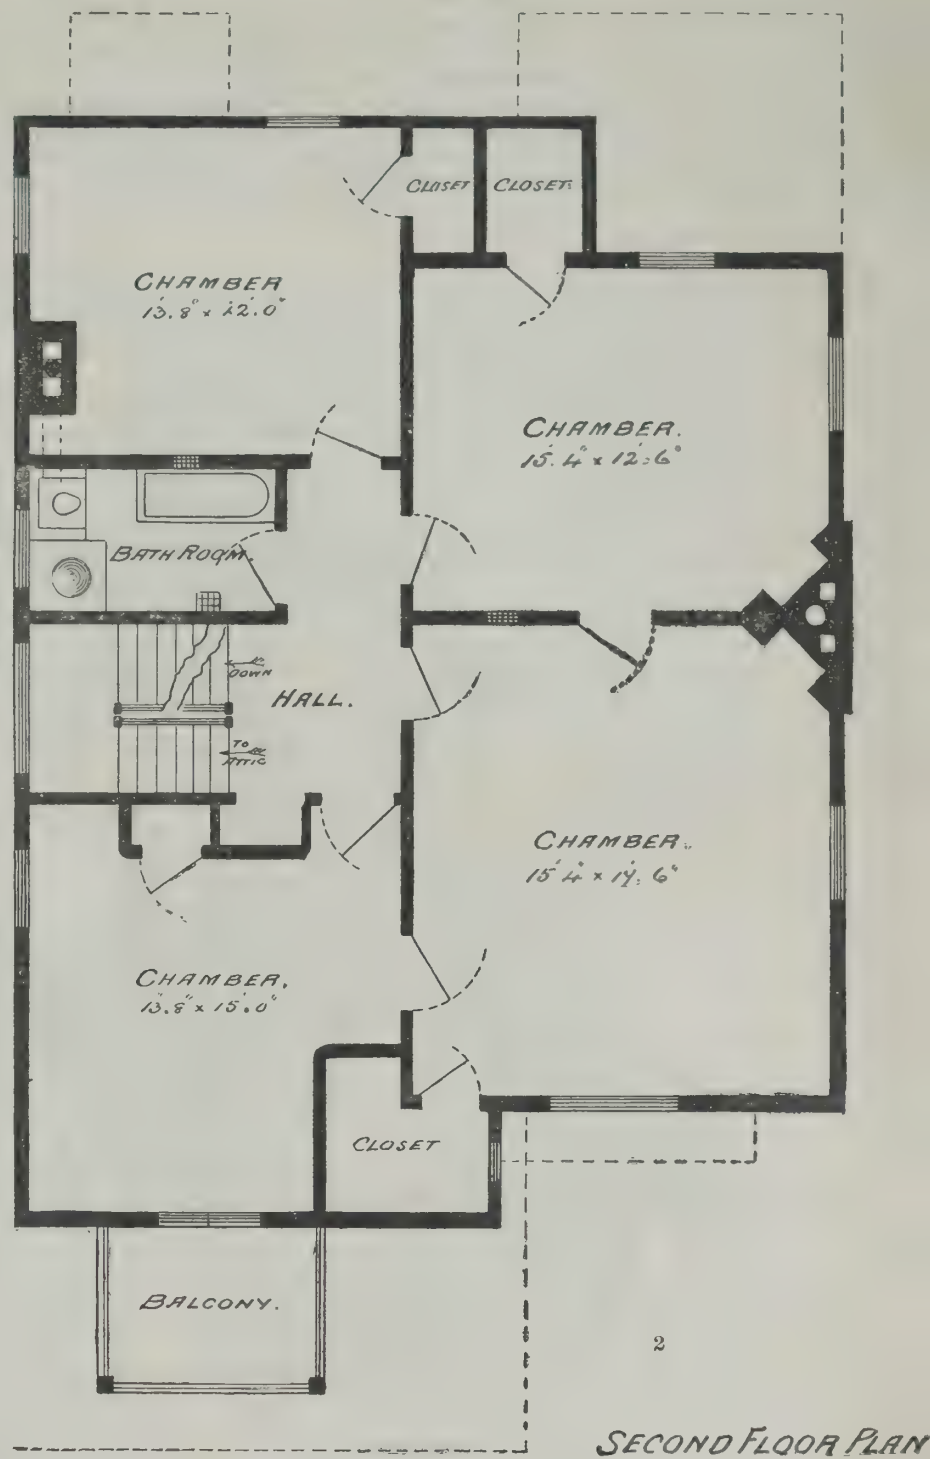 CLOSET
CLOSET.
CHAMBER
13'.8" x 12'.0"
CHAMBER.
15'.4" x 12'.6"
BATH ROOM.
DOWN
HALL.
TO
ATTIC
CHAMBER.
15'4" x 17'.6"
CHAMBER.
13'.8" x 15'.0"
CLOSET
BALCONY.
2
SECOND FLOOR PLAN